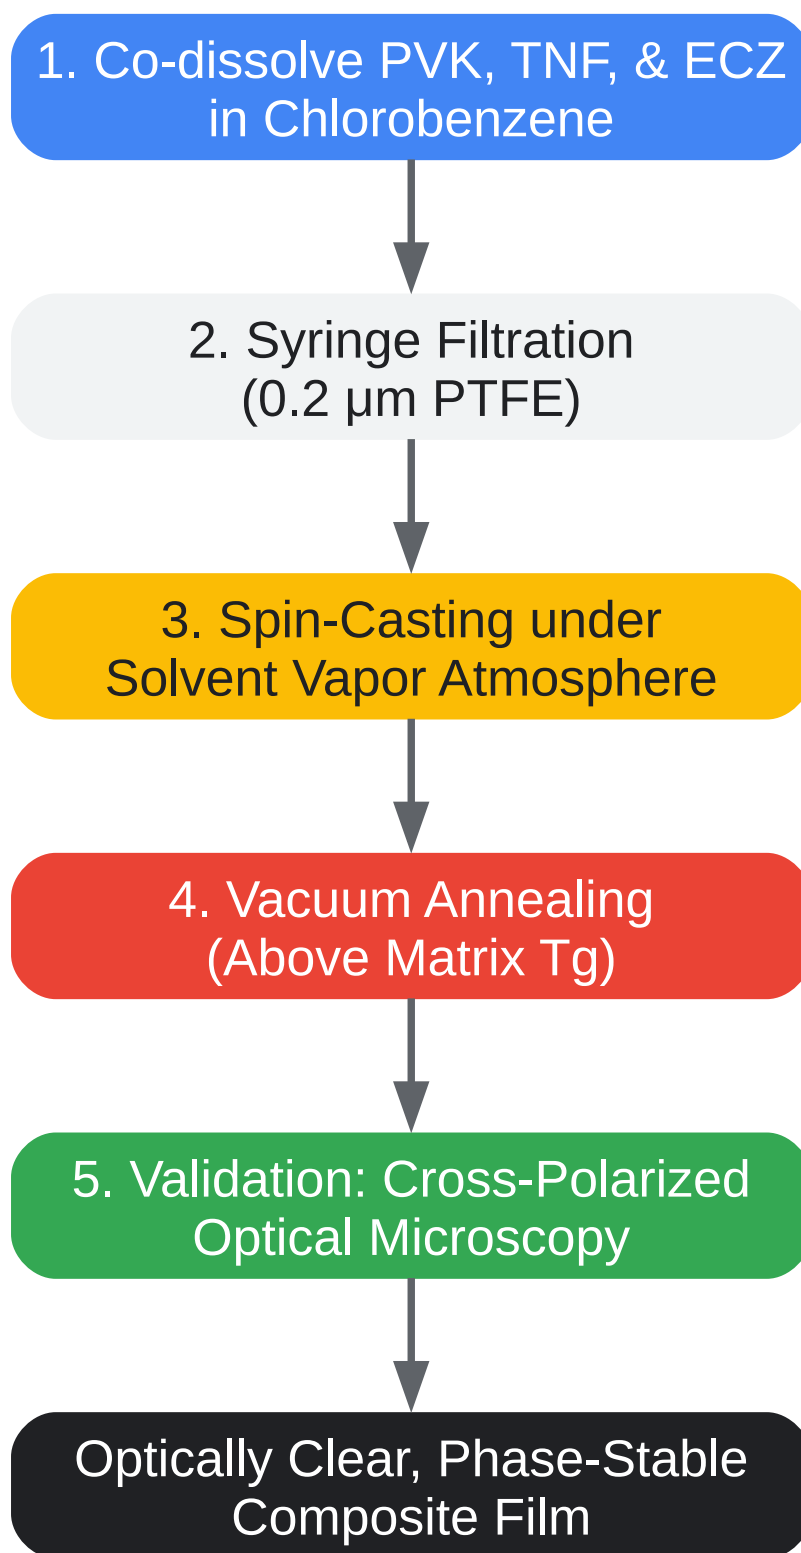 1. Co-dissolve PVK, TNF, & ECZ
in Chlorobenzene
2. Syringe Filtration
(0.2 μm PTFE)
3. Spin-Casting under
Solvent Vapor Atmosphere
4. Vacuum Annealing
(Above Matrix Tg)
5. Validation: Cross-Polarized
Optical Microscopy
Optically Clear, Phase-Stable
Composite Film